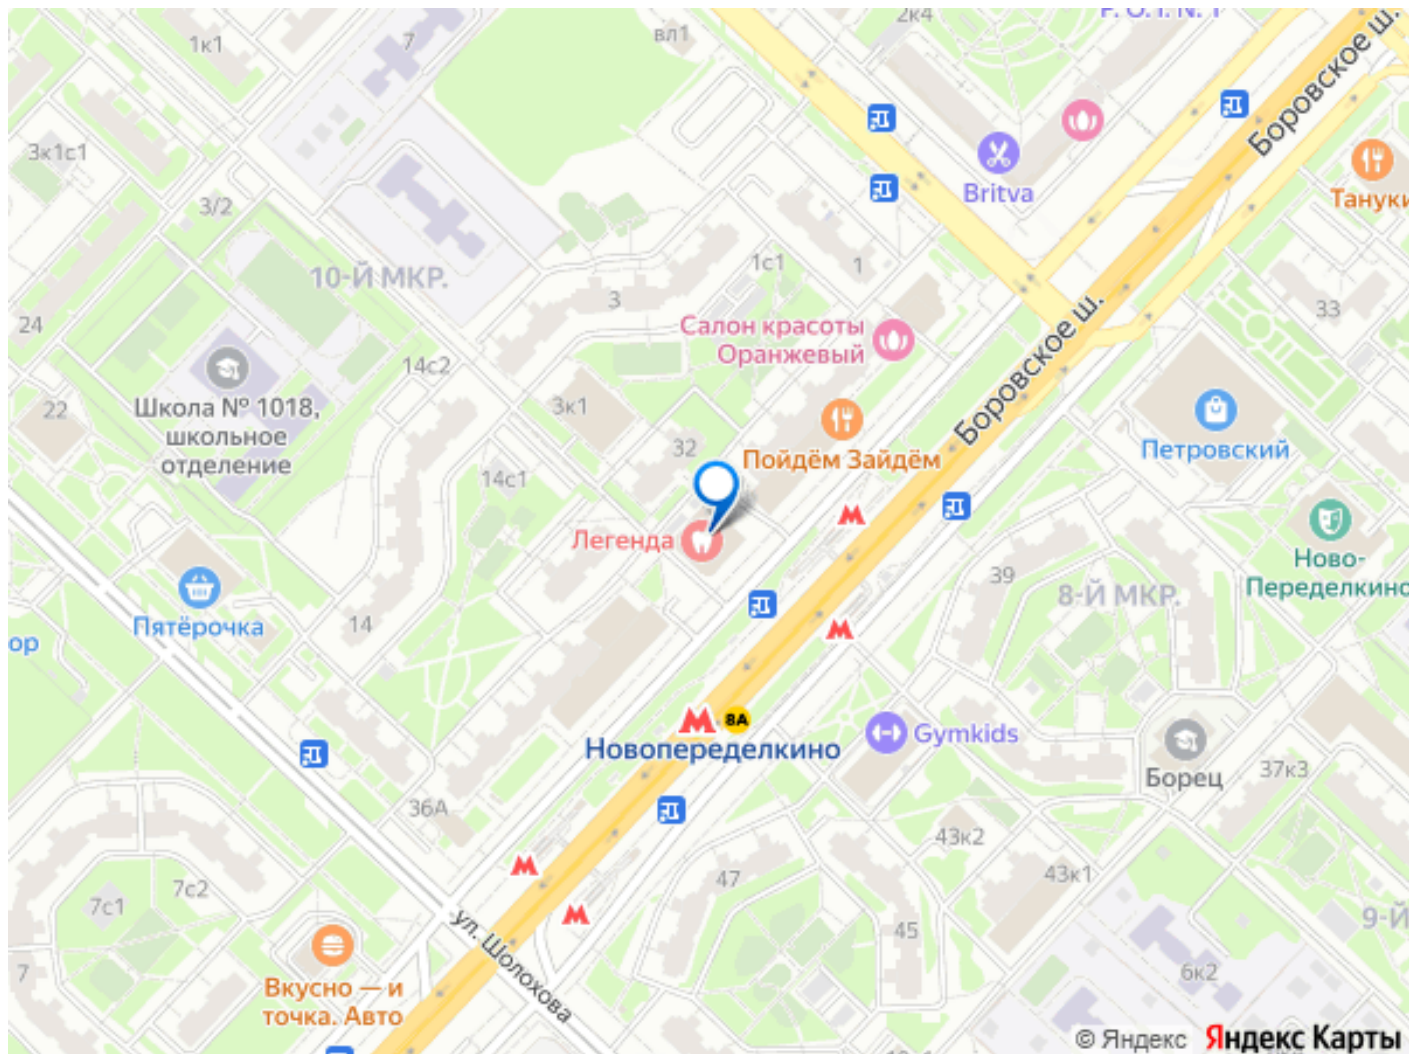 2к4
P. O. I. N. T
1к1
7
вл1
Боровское ш.
3к1с1
Britva
Тануки
3/2
10-Й МКР.
1с1
1
3
33
24
Салон красоты
Оранжевый
14с2
Боровское ш.
22
Школа № 1018,
школьное
отделение
3к1
32
Пойдём Зайдём
Петровский
14с1
Легенда
Ново-
Переделкино
39
8-Й МКР.
Пятёрочка
14
ор
8А
Новопеределкино
Gymkids
Борец
37к3
36А
43к2
7с2
7с1
47
43к1
45
9-Й
ул. Шолохова
7
Вкусно — и
точка. Авто
6к2
© Яндекс Яндекс Карты